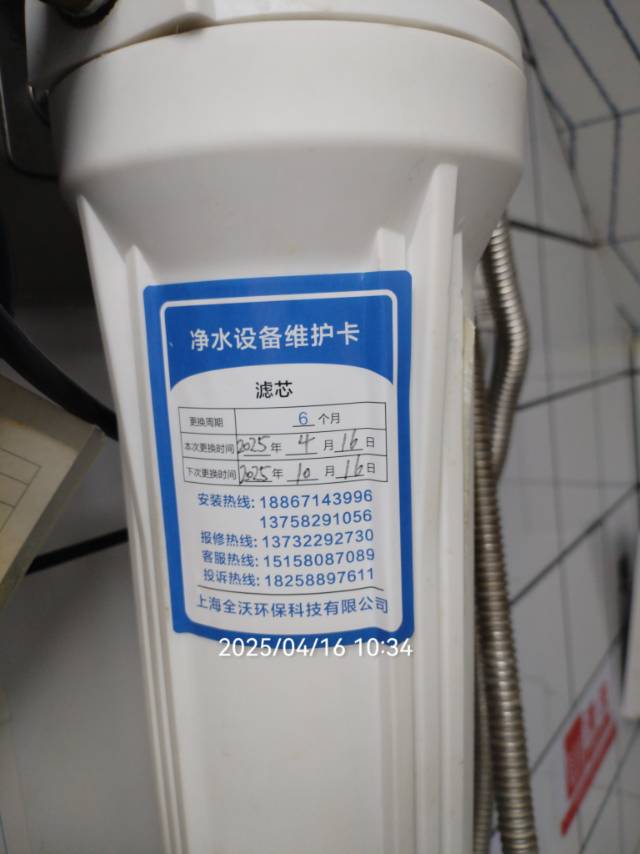 净水设备维护卡
滤芯
更换周期 6 个月
本次更换时间 2025 年 4 月 16 日
下次更换时间 2025 年 10 月 16 日
安装热线: 18867143996
13758291056
报修热线: 13732292730
客服热线: 15158087089
投诉热线: 18258897611
上海全沃环保科技有限公司
2025/04/16 10:34